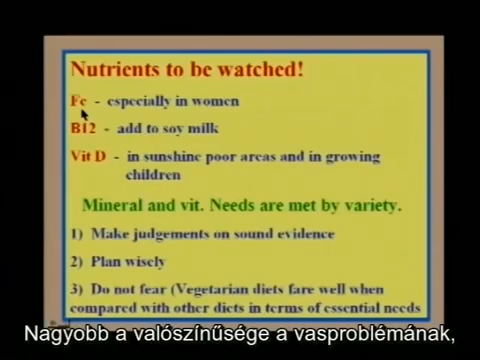 Nutrients to be watched!
Fe - especially in women
B12 - add to soy milk
Vit D - in sunshine poor areas and in growing
children
Mineral and vit. Needs are met by variety.
1) Make judgements on sound evidence
2) Plan wisely
3) Do not fear (Vegetarian diets fare well when
compared with other diets in terms of essential needs
Nagyobb a valószínűsége a vasproblémának,